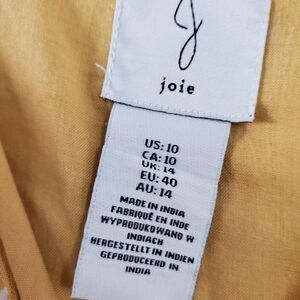 J
joie
US: 10
CA: 10
UK: 14
EU: 40
AU: 14
MADE IN INDIA
FABRIQUÉ EN INDE
WYPRODUKOWANO W
INDIACH
HERGESTELLT IN INDIEN
GEPRODUCEERD IN
INDIA